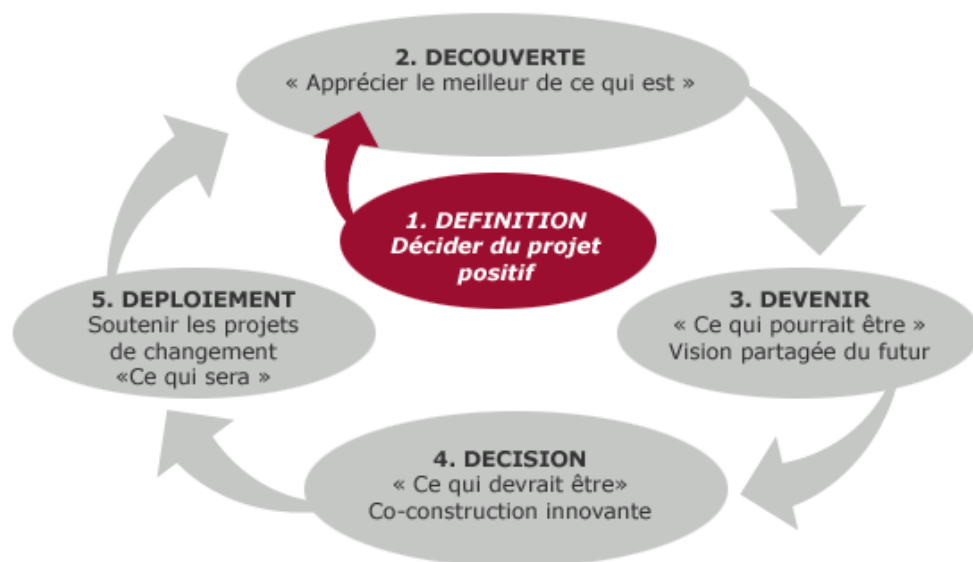 2. DECOUVERTE
« Apprécier le meilleur de ce qui est »
1. DEFINITION
Décider du projet
positif
3. DEVENIR
« Ce qui pourrait être »
Vision partagée du futur
4. DECISION
« Ce qui devrait être»
Co-construction innovante
5. DEPLOIEMENT
Soutenir les projets
de changement
«Ce qui sera »